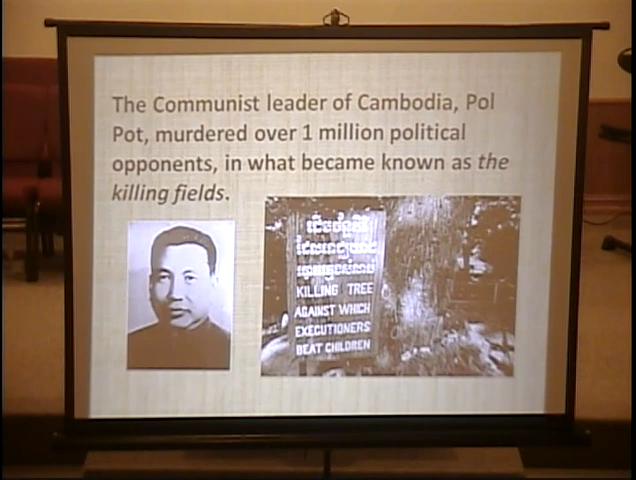 The Communist leader of Cambodia, Pol
Pot, murdered over 1 million political
opponents, in what became known as the
killing fields.
KILLING TREE
AGAINST WHICH
EXECUTIONERS
BEAT CHILDREN